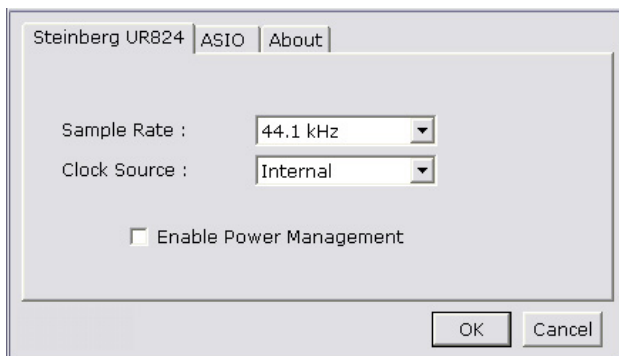 Steinberg UR824 ASIO About
Sample Rate : 44.1 kHz
Clock Source : Internal
Enable Power Management
OK Cancel